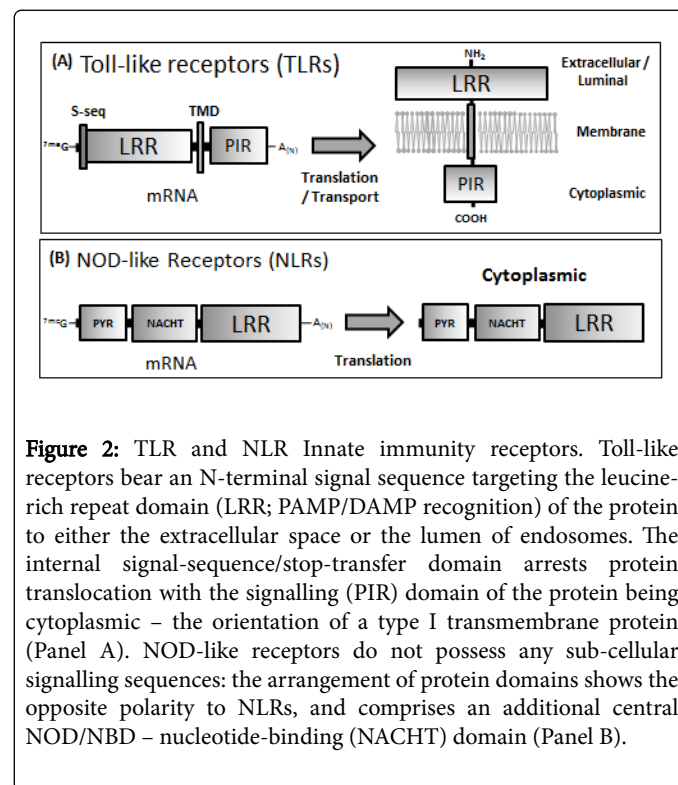 (A) Toll-like receptors (TLRs)
NH2
Extracellular /
Luminal
LRR
S-seq
TMD
Membrane
7meG
LRR
PIR
A(N)
mRNA
Translation
/ Transport
PIR
Cytoplasmic
COOH
(B) NOD-like Receptors (NLRs)
Cytoplasmic
7meG
PYR
NACHT
LRR
A(N)
PYR
NACHT
LRR
mRNA
Translation
Figure 2: TLR and NLR Innate immunity receptors. Toll-like
receptors bear an N-terminal signal sequence targeting the leucine-
rich repeat domain (LRR; PAMP/DAMP recognition) of the protein
to either the extracellular space or the lumen of endosomes. The
internal signal-sequence/stop-transfer domain arrests protein
translocation with the signalling (PIR) domain of the protein being
cytoplasmic – the orientation of a type I transmembrane protein
(Panel A). NOD-like receptors do not possess any sub-cellular
signalling sequences: the arrangement of protein domains shows the
opposite polarity to NLRs, and comprises an additional central
NOD/NBD – nucleotide-binding (NACHT) domain (Panel B).